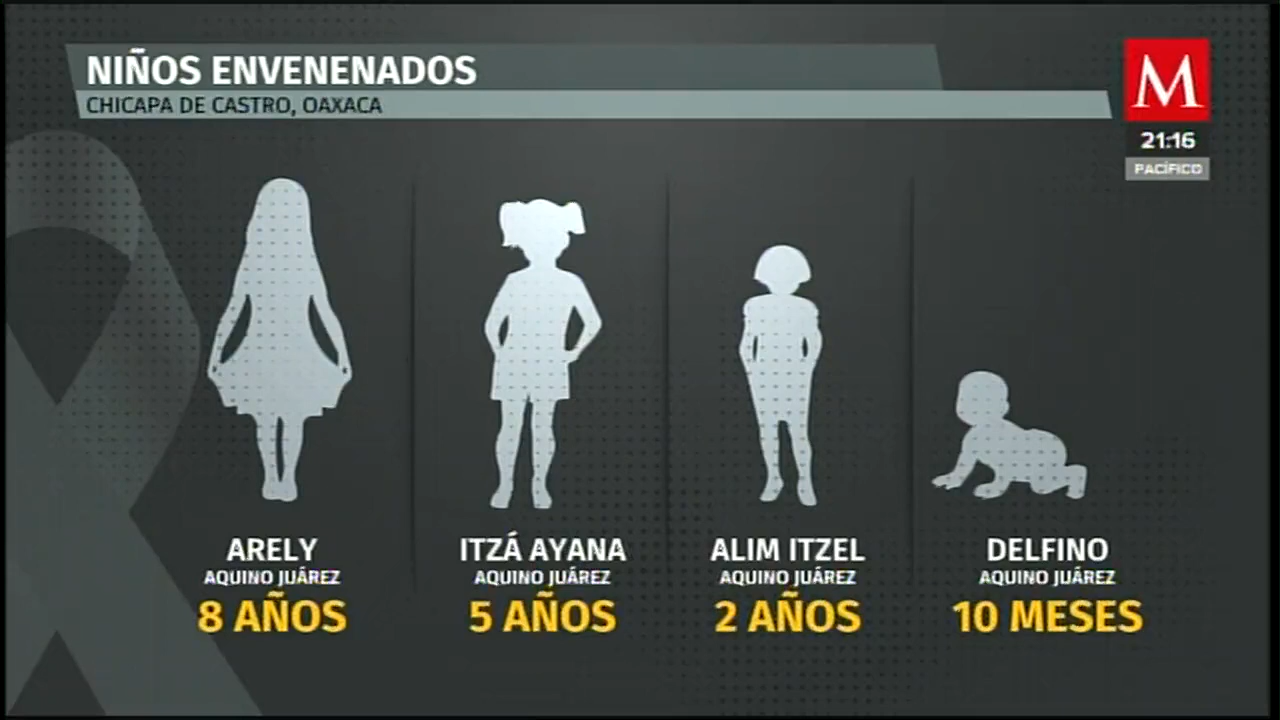 NIÑOS ENVENENADOS
CHICAPA DE CASTRO, OAXACA
M
21:16
PACÍFICO
ARELY
AQUINO JUÁREZ
8 AÑOS
ITZÁ AYANA
AQUINO JUÁREZ
5 AÑOS
ALIM ITZEL
AQUINO JUÁREZ
2 AÑOS
DELFINO
AQUINO JUÁREZ
10 MESES